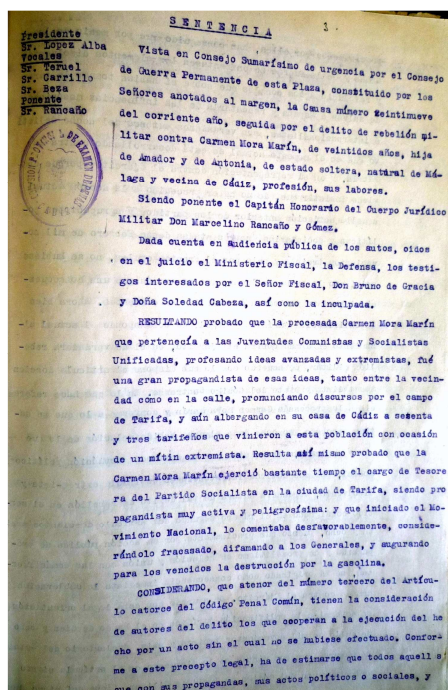 SENTENCIA
3.
Presidente
Sr. Lopez Alba
Vocales
Sr. Teruel
Sr. Carrillo
Sr. Beza
Ponente
Sr. Rancaño
Vista en Consejo Sumarísimo de urgencia por el Consejo
de Guerra Permanente de esta Plaza, constituido por los
Señores anotados al margen, la Causa número veintinueve
del corriente año, seguida por el delito de rebelión mi-
litar contra Carmen Mora Marín, de veintidos años, hija
de Amador y de Antonia, de estado soltera, natural de Má-
laga y vecina de Cádiz, profesión, sus labores.
Siendo ponente el Capitán Honorario del Cuerpo Jurídico
Militar Don Marcelino Rancaño y Gómez.
Dada cuenta en audiencia pública de los autos, oidos
en el juicio el Ministerio Fiscal, la Defensa, los testi-
gos interesados por el Señor Fiscal, Don Bruno de Gracia
y Doña Soledad Cabeza, así como la inculpada.
RESULTANDO probado que la procesada Carmen Mora Marín
que pertenecía a las Juventudes Comunistas y Socialistas
Unificadas, profesando ideas avanzadas y extremistas, fué
una gran propagandista de esas ideas, tanto entre la vecin-
dad como en la calle, pronunciando discursos por el campo
de Tarifa, y aún albergando en su casa de Cádiz a sesenta
y tres tarifeños que vinieron a esta población con ocasión
de un mítin extremista. Resulta así mismo probado que la
Carmen Mora Marín ejerció bastante tiempo el cargo de Tesore
ra del Partido Socialista en la ciudad de Tarifa, siendo pro
pagandista muy activa y peligrosísima: y que iniciado el Mo-
vimiento Nacional, lo comentaba desfavorablemente, conside-
rándolo fracasado, difamando a los Generales, y augurando
para los vencidos la destrucción por la gasolina.
CONSIDERANDO, que atenor del número tercero del Artícu-
lo catorce del Código Penal Común, tienen la consideración
de autores del delito los que cooperan a la ejecución del he
cho por un acto sin el cual no se hubiese efectuado. Confor-
me a este precepto legal, ha de estimarse que todos aquell
que con sus propagandas, mis actos políticos o sociales, y